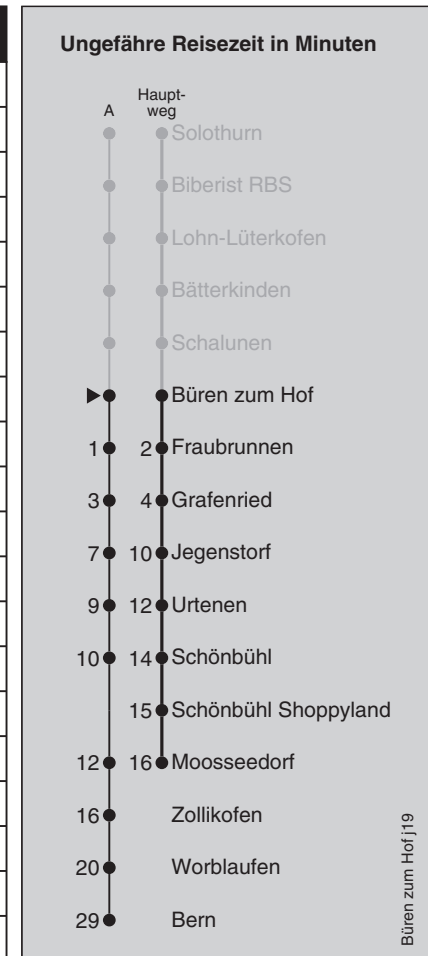 Ungefähre Reisezeit in Minuten
A Haupt-
weg
Solothurn
Biberist RBS
Lohn-Lüterkofen
Bätterkinden
Schalunen
Büren zum Hof
1 2 Fraubrunnen
3 4 Grafenried
7 10 Jegenstorf
9 12 Urtenen
10 14 Schönbühl
15 Schönbühl Shoppyland
12 16 Moosseedorf
16 Zollikofen
20 Worblaufen
29 Bern
Büren zum Hof j19